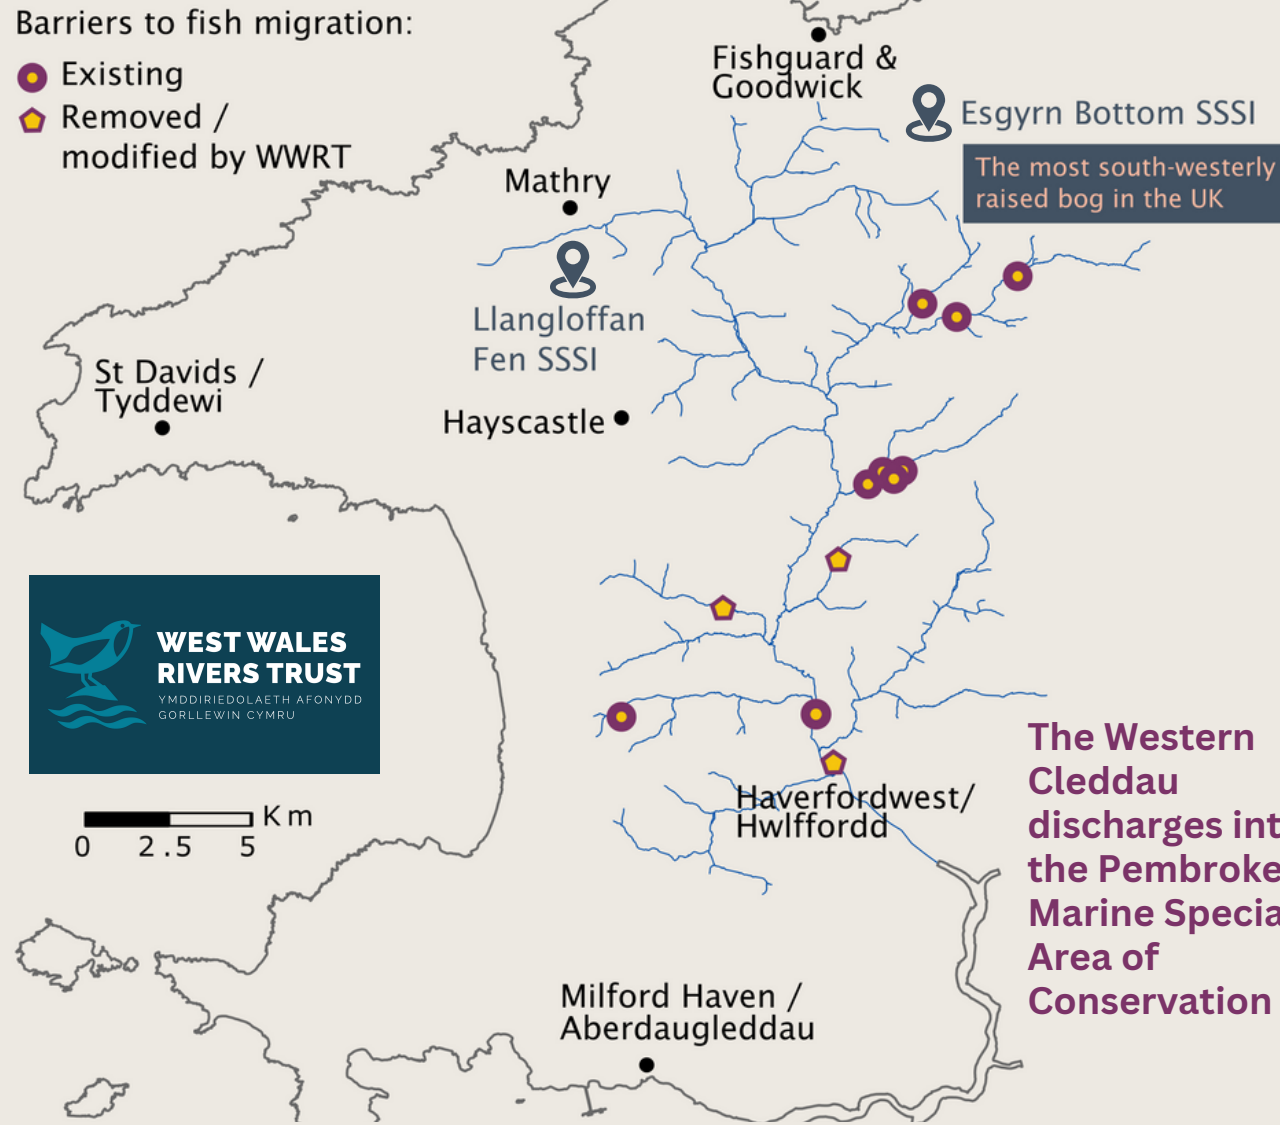 Barriers to fish migration:
Existing
Removed /
modified by WWRT
Fishguard &
Goodwick
Esgyrn Bottom SSSI
The most south-westerly
raised bog in the UK
Mathry
Llangloffan
Fen SSSI
St Davids /
Tyddewi
Hayscastle
WEST WALES
RIVERS TRUST
YMDDIRIEDOLAETH AFONYDD
GORLLEWIN CYMRU
Km
0 2.5 5
Haverfordwest/
Hwlffordd
The Western
Cleddau
discharges int
the Pembroke
Marine Specia
Area of
Conservation
Milford Haven /
Aberdaugleddau